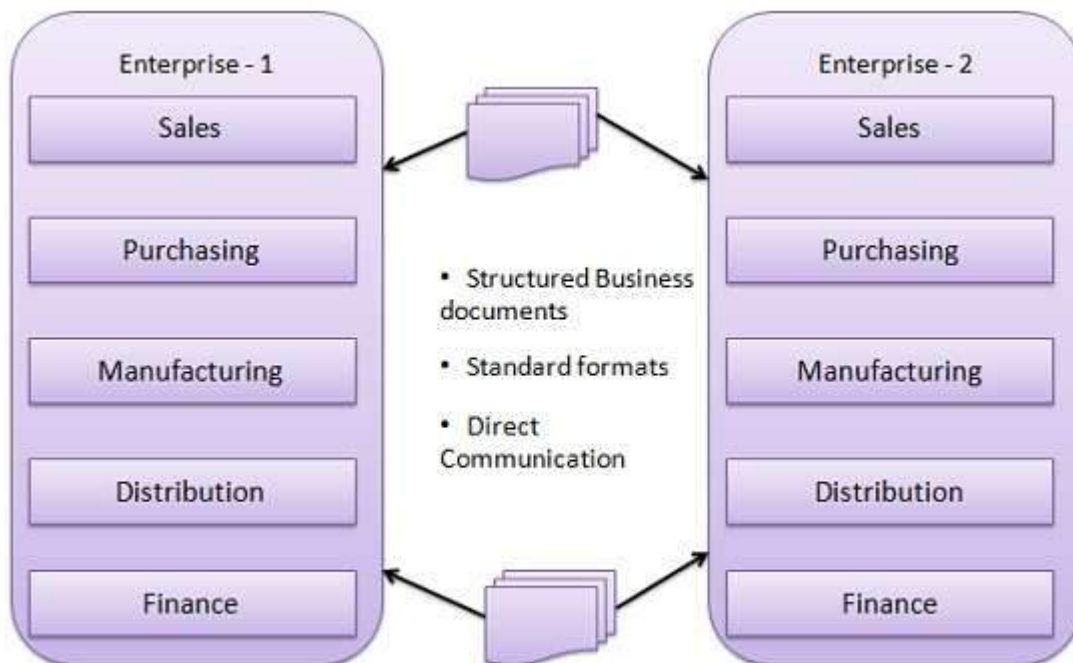 Enterprise - 1
Sales
Purchasing
Manufacturing
Distribution
Finance
• Structured Business
documents
• Standard formats
• Direct
Communication
Enterprise - 2
Sales
Purchasing
Manufacturing
Distribution
Finance